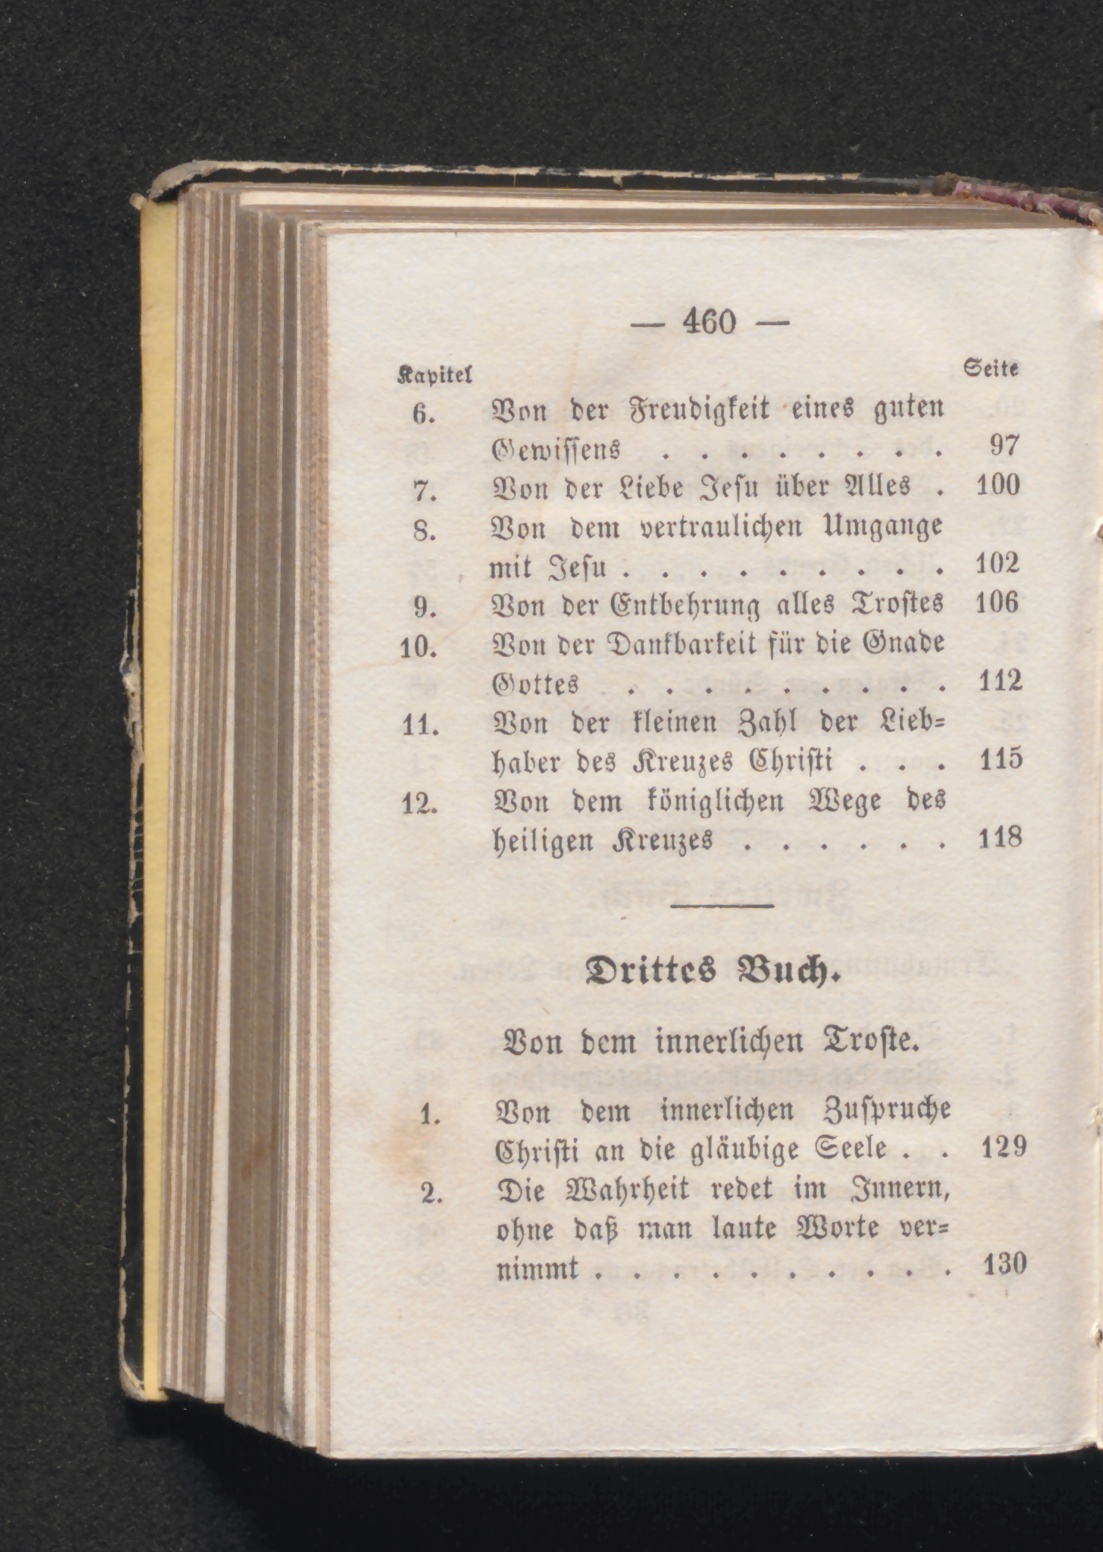 — 460 —
Kapitel Seite
6. Von der Freudigkeit eines guten
Gewissens . . . . . . . . 97
7. Von der Liebe Jesu über Alles . 100
8. Von dem vertraulichen Umgange
mit Jesu . . . . . . . . . 102
9. Von der Entbehrung alles Trostes 106
10. Von der Dankbarkeit für die Gnade
Gottes . . . . . . . . . 112
11. Von der kleinen Zahl der Lieb=
haber des Kreuzes Christi . . . 115
12. Von dem königlichen Wege des
heiligen Kreuzes . . . . . . 118
Drittes Buch.
Von dem innerlichen Troste.
1. Von dem innerlichen Zuspruche
Christi an die gläubige Seele . . 129
2. Die Wahrheit redet im Innern,
ohne daß man laute Worte ver=
nimmt . . . . . . . . . . 130